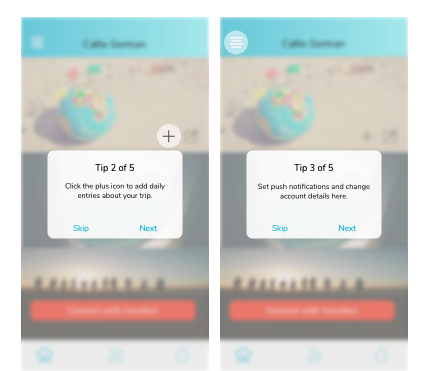 Callie Gorman
Tip 2 of 5
Click the plus icon to add daily
entries about your trip.
Skip Next
Connect with travelers
Tip 3 of 5
Set push notifications and change
account details here.
Skip Next
Connect with travelers